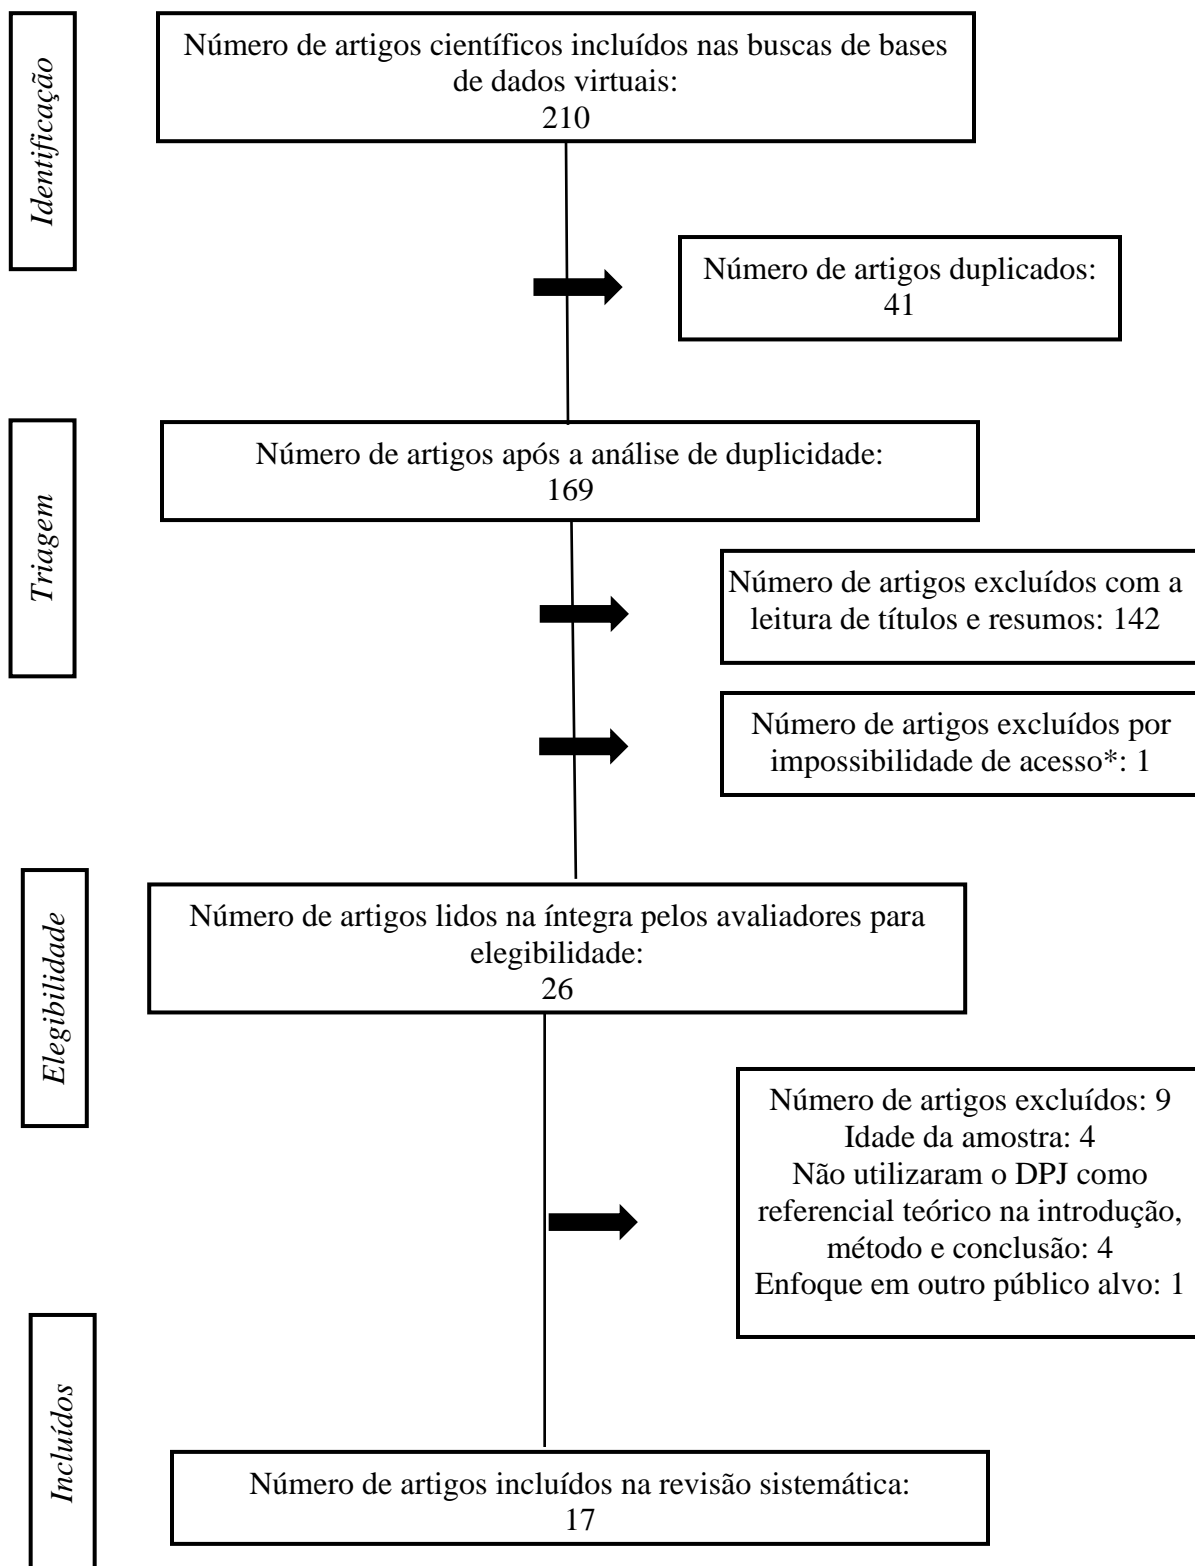 Identificação
Número de artigos científicos incluídos nas buscas de bases
de dados virtuais:
210
Número de artigos duplicados:
41
Triagem
Número de artigos após a análise de duplicidade:
169
Número de artigos excluídos com a
leitura de títulos e resumos: 142
Número de artigos excluídos por
impossibilidade de acesso*: 1
Elegibilidade
Número de artigos lidos na íntegra pelos avaliadores para
elegibilidade:
26
Número de artigos excluídos: 9
Idade da amostra: 4
Não utilizaram o DPJ como
referencial teórico na introdução,
método e conclusão: 4
Enfoque em outro público alvo: 1
Incluídos
Número de artigos incluídos na revisão sistemática:
17